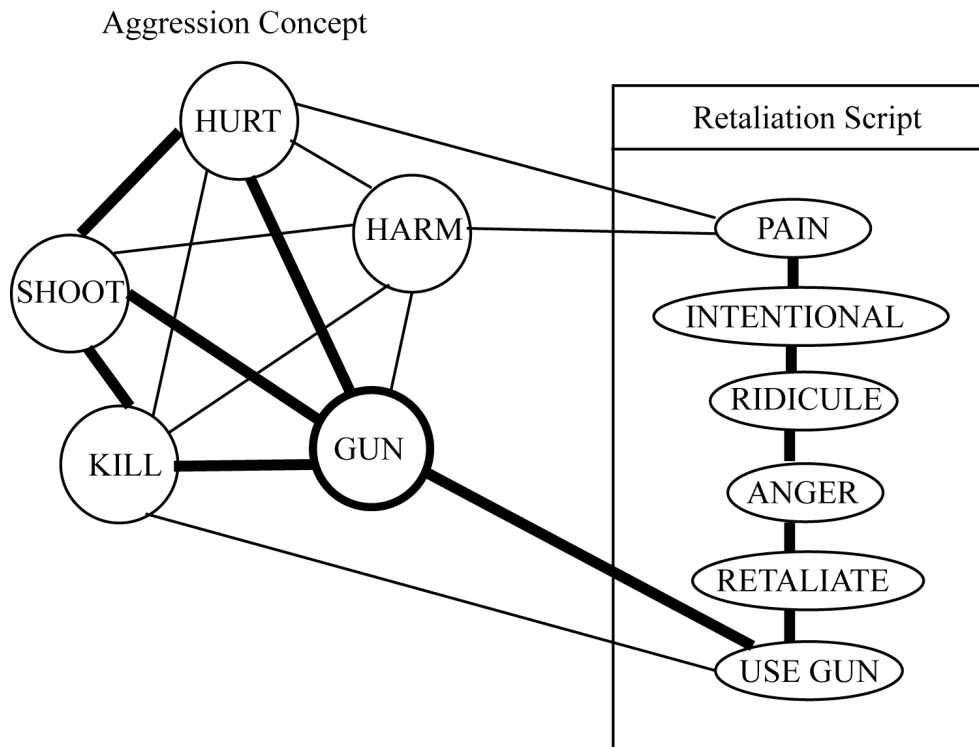 Aggression Concept
HURT
HARM
SHOOT
KILL
GUN
Retaliation Script
PAIN
INTENTIONAL
RIDICULE
ANGER
RETALIATE
USE GUN